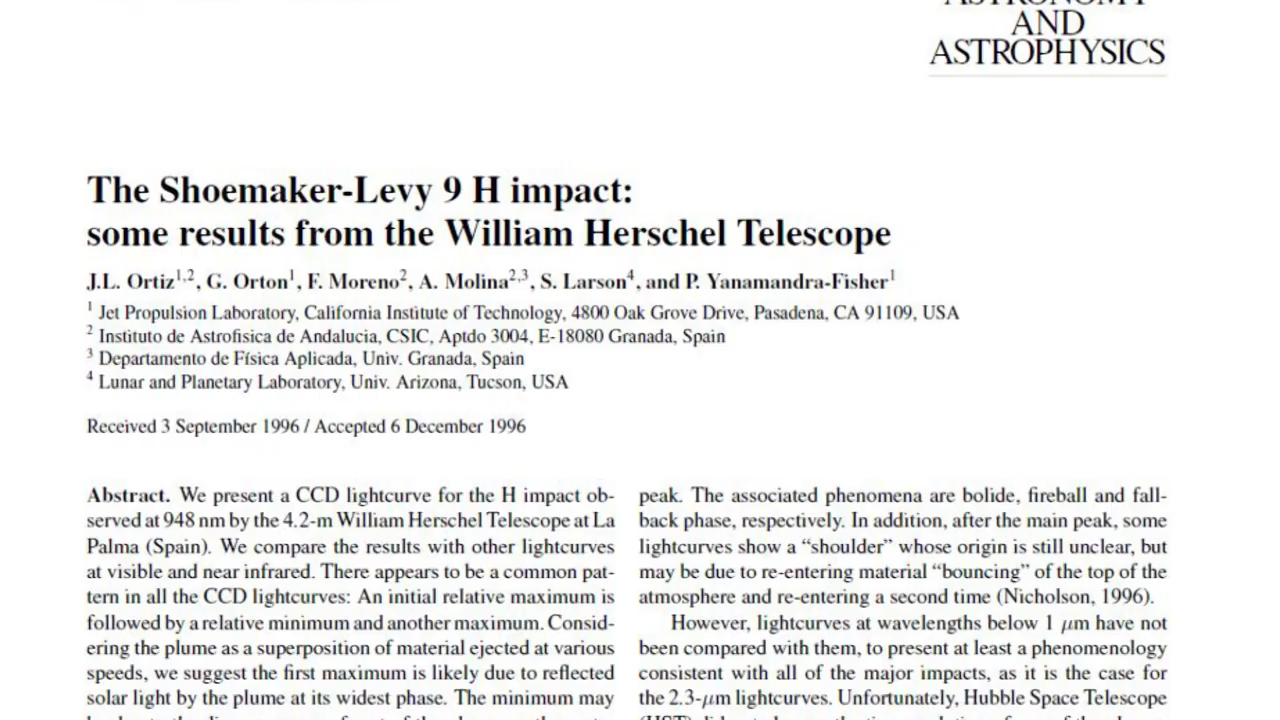 ASTRONOMY
AND
ASTROPHYSICS
The Shoemaker-Levy 9 H impact:
some results from the William Herschel Telescope
J.L. Ortiz1,2, G. Orton1, F. Moreno2, A. Molina2,3, S. Larson4, and P. Yanamandra-Fisher1
1 Jet Propulsion Laboratory, California Institute of Technology, 4800 Oak Grove Drive, Pasadena, CA 91109, USA
2 Instituto de Astrofisica de Andalucia, CSIC, Aptdo 3004, E-18080 Granada, Spain
3 Departamento de Física Aplicada, Univ. Granada, Spain
4 Lunar and Planetary Laboratory, Univ. Arizona, Tucson, USA
Received 3 September 1996 / Accepted 6 December 1996
Abstract. We present a CCD lightcurve for the H impact ob-
served at 948 nm by the 4.2-m William Herschel Telescope at La
Palma (Spain). We compare the results with other lightcurves
at visible and near infrared. There appears to be a common pat-
tern in all the CCD lightcurves: An initial relative maximum is
followed by a relative minimum and another maximum. Consid-
ering the plume as a superposition of material ejected at various
speeds, we suggest the first maximum is likely due to reflected
solar light by the plume at its widest phase. The minimum may
peak. The associated phenomena are bolide, fireball and fall-
back phase, respectively. In addition, after the main peak, some
lightcurves show a “shoulder” whose origin is still unclear, but
may be due to re-entering material “bouncing” of the top of the
atmosphere and re-entering a second time (Nicholson, 1996).
However, lightcurves at wavelengths below 1 μm have not
been compared with them, to present at least a phenomenology
consistent with all of the major impacts, as it is the case for
the 2.3-μm lightcurves. Unfortunately, Hubble Space Telescope